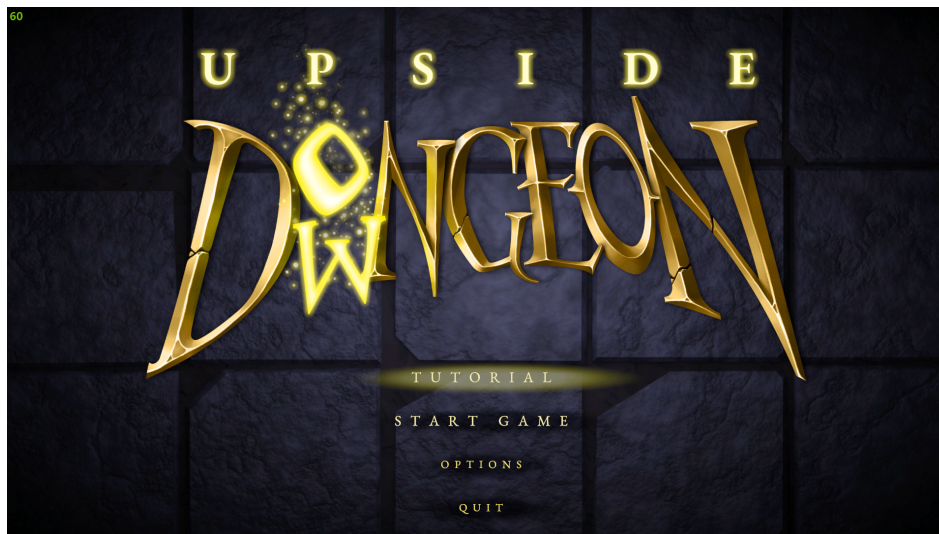 60
UPSIDE
DOWNGEON
TUTORIAL
START GAME
OPTIONS
QUIT